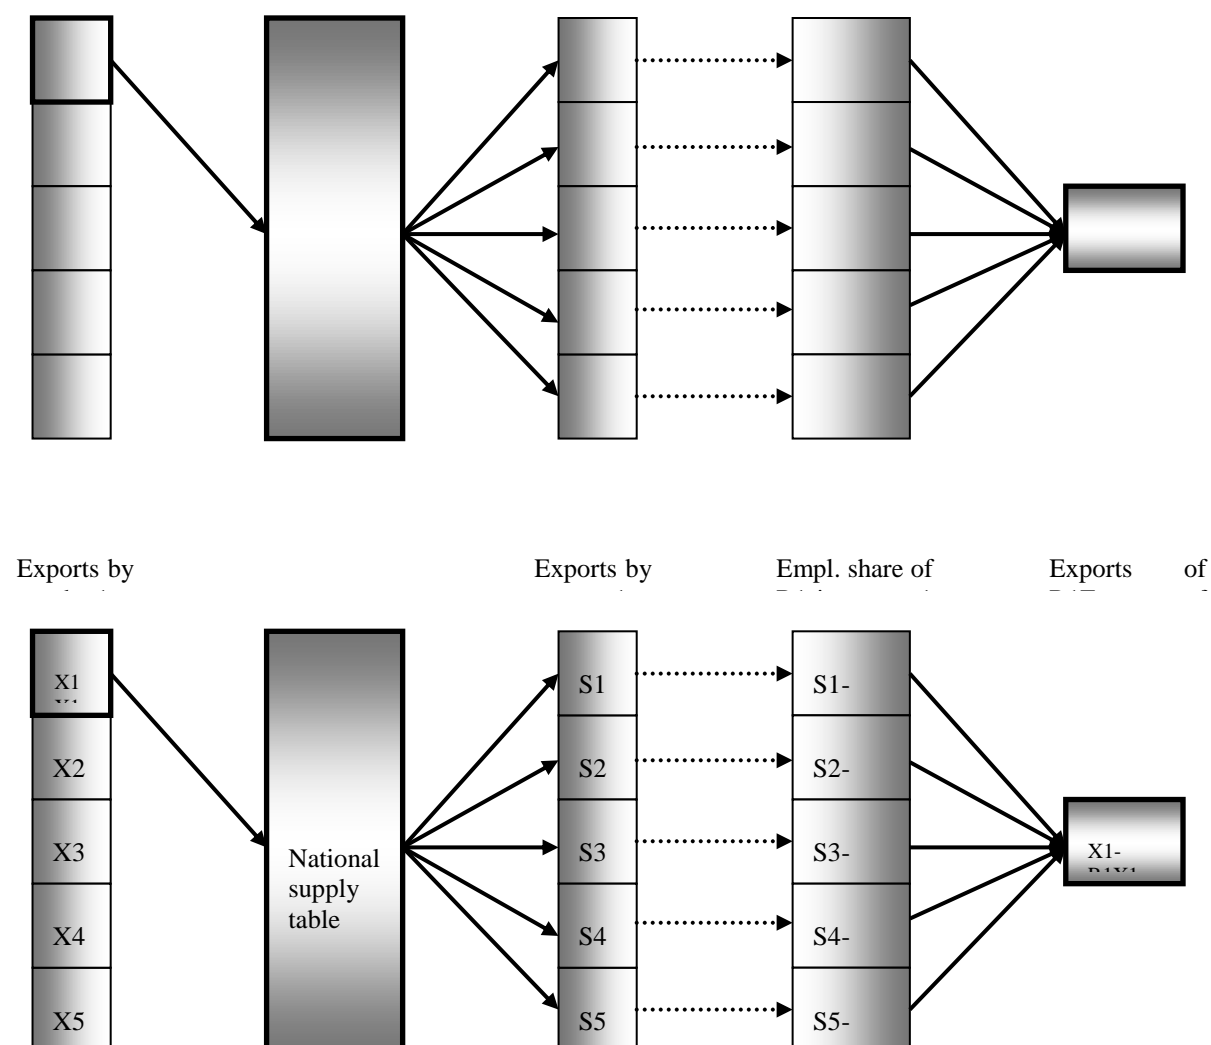 Exports by
Exports by
Empl. share of
Exports of
X1
S1
S1-
X2
S2
S2-
X3
National
supply
table
S3
S3-
X1-
X4
S4
S4-
X5
S5
S5-